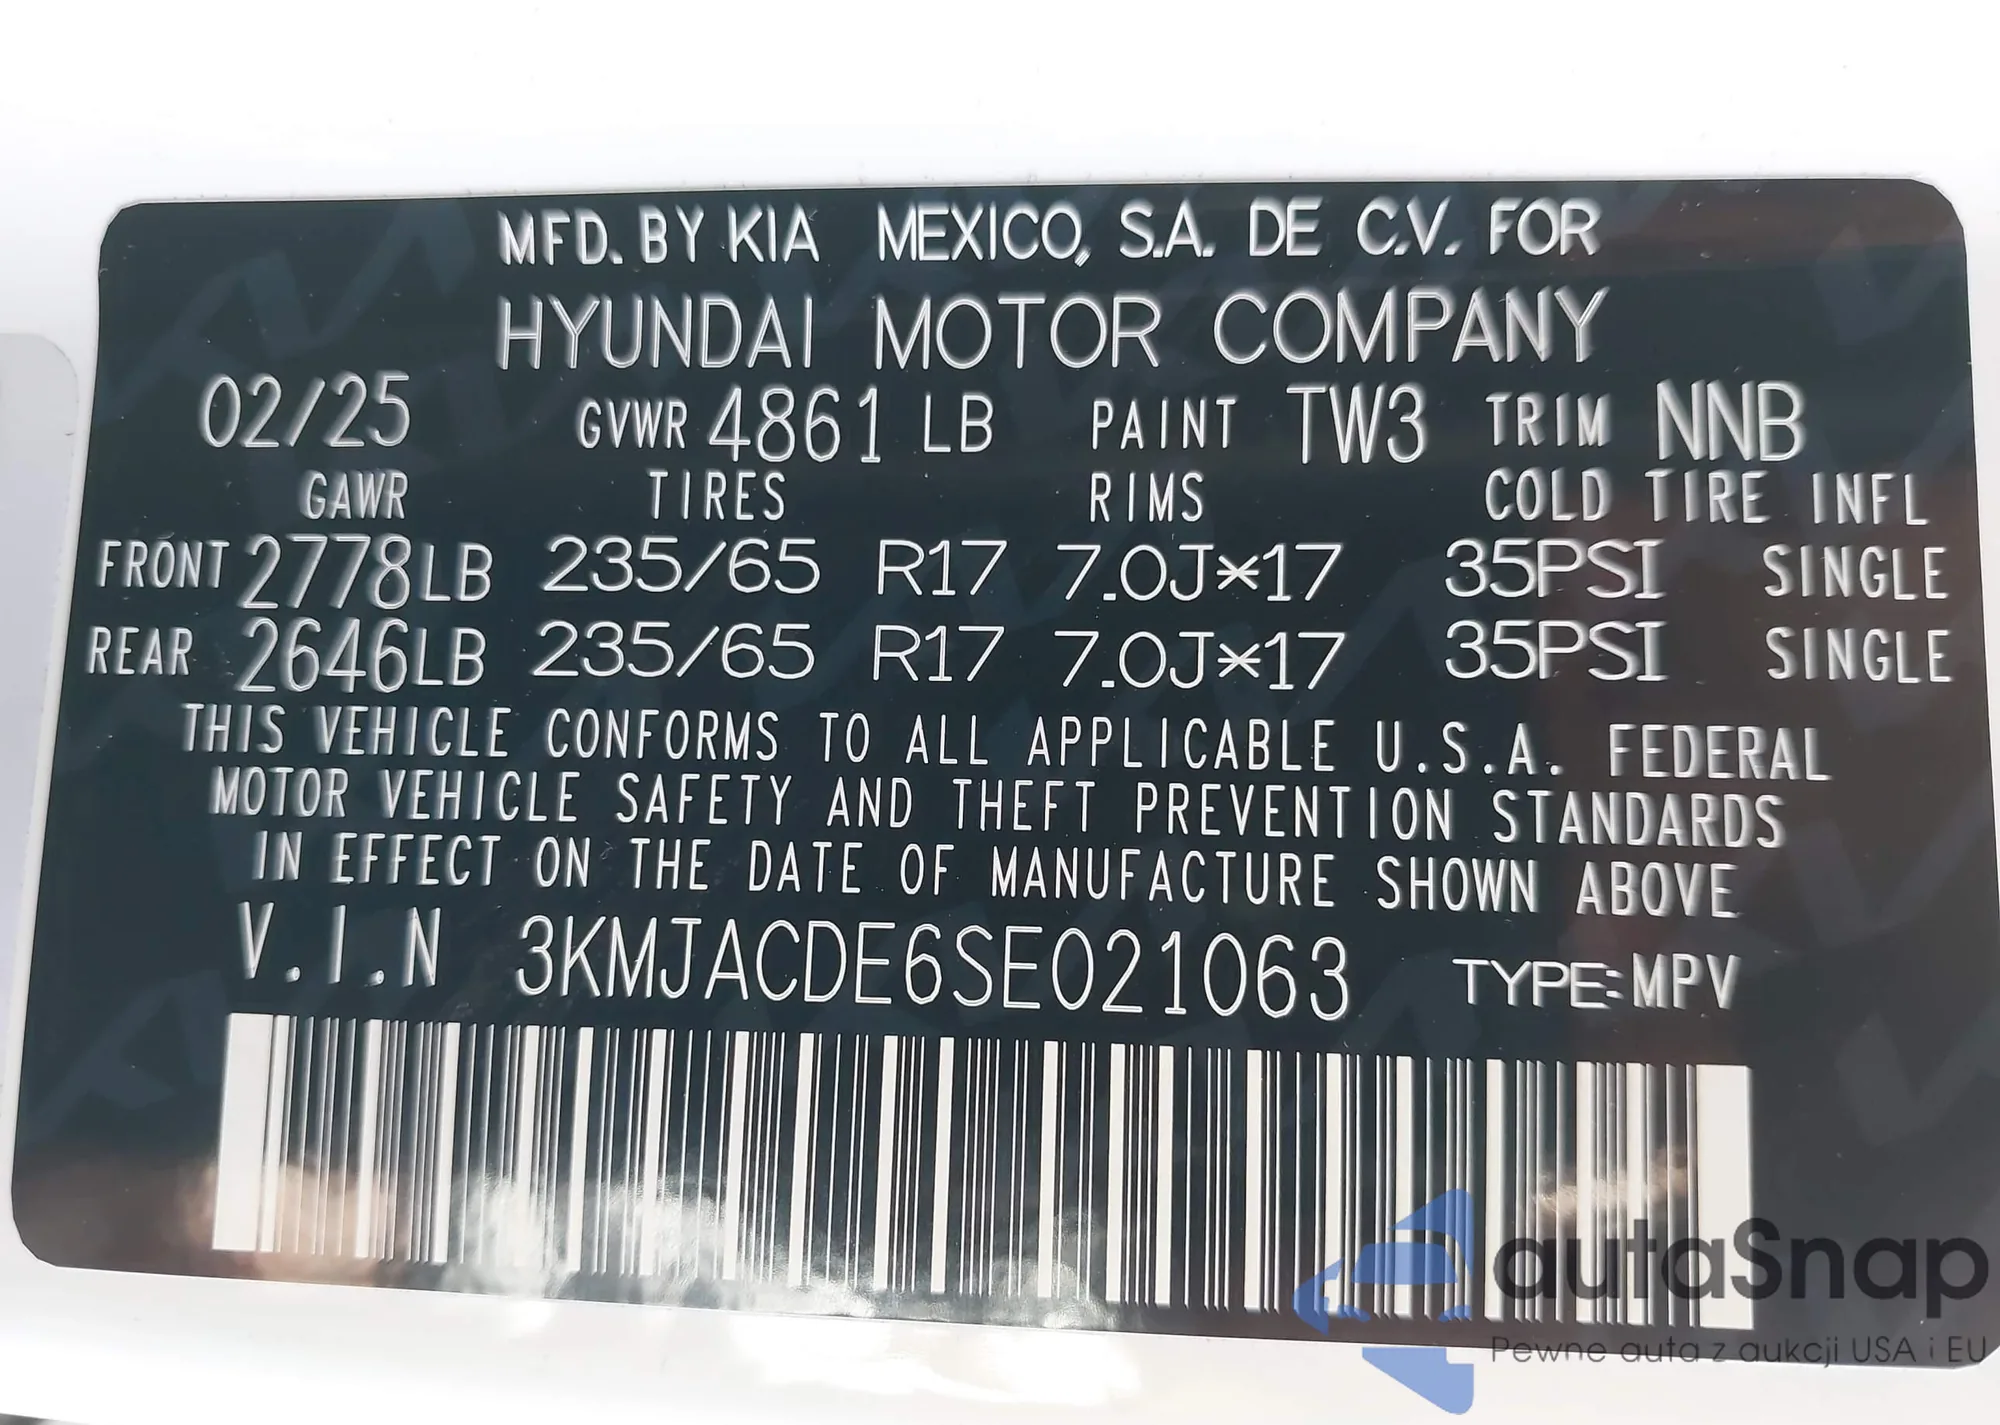 MFD. BY KIA MEXICO, S.A. DE C.V. FOR
HYUNDAI MOTOR COMPANY
02/25 GVWR 4861 LB PAINT TW3 TRIM NNB
GAWR TIRES RIMS COLD TIRE INFL
FRONT 2778LB 235/65 R17 7.0J*17 35PSI SINGLE
REAR 2646LB 235/65 R17 7.0J*17 35PSI SINGLE
THIS VEHICLE CONFORMS TO ALL APPLICABLE U.S.A. FEDERAL
MOTOR VEHICLE SAFETY AND THEFT PREVENTION STANDARDS
IN EFFECT ON THE DATE OF MANUFACTURE SHOWN ABOVE
V.I.N 3KMJACDE6SE021063 TYPE:MPV
autaSnap
Pewne auta z aukcji USA i EU